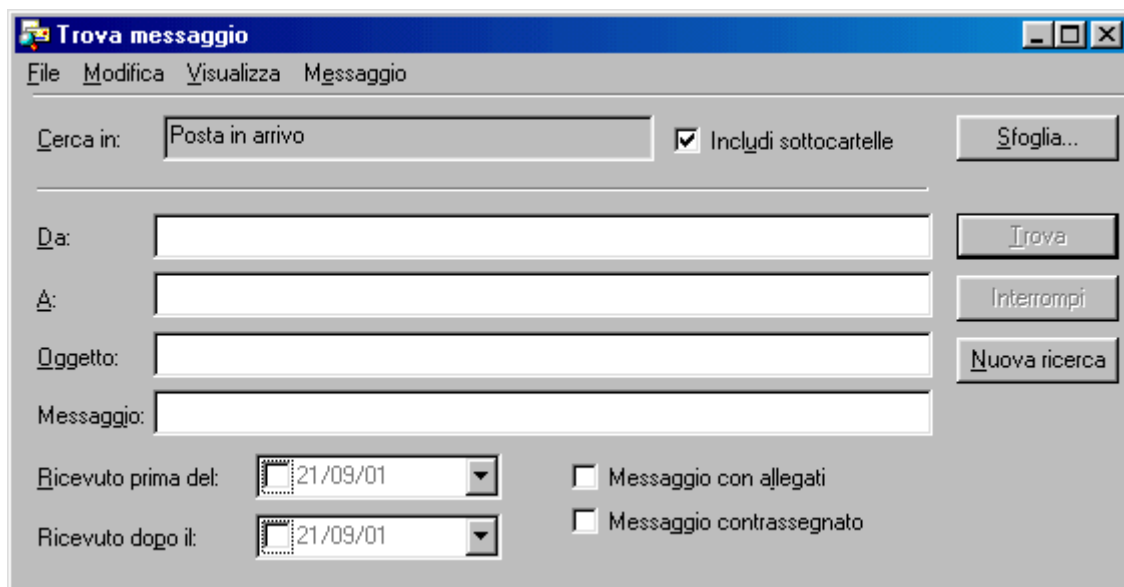 Trova messaggio
File Modifica Visualizza Messaggio
Cerca in: Posta in arrivo Includi sottocartelle Sfoglia...
Da: Trova
A: Interrompi
Oggetto: Nuova ricerca
Messaggio:
Ricevuto prima del: 21/09/01 Messaggio con allegati
Ricevuto dopo il: 21/09/01 Messaggio contrassegnato